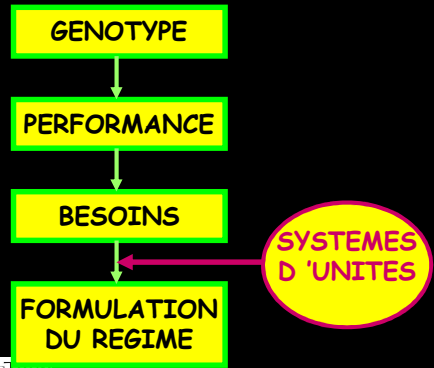 GENOTYPE
PERFORMANCE
BESOINS
SYSTEMES
D 'UNITES
FORMULATION
DU REGIME